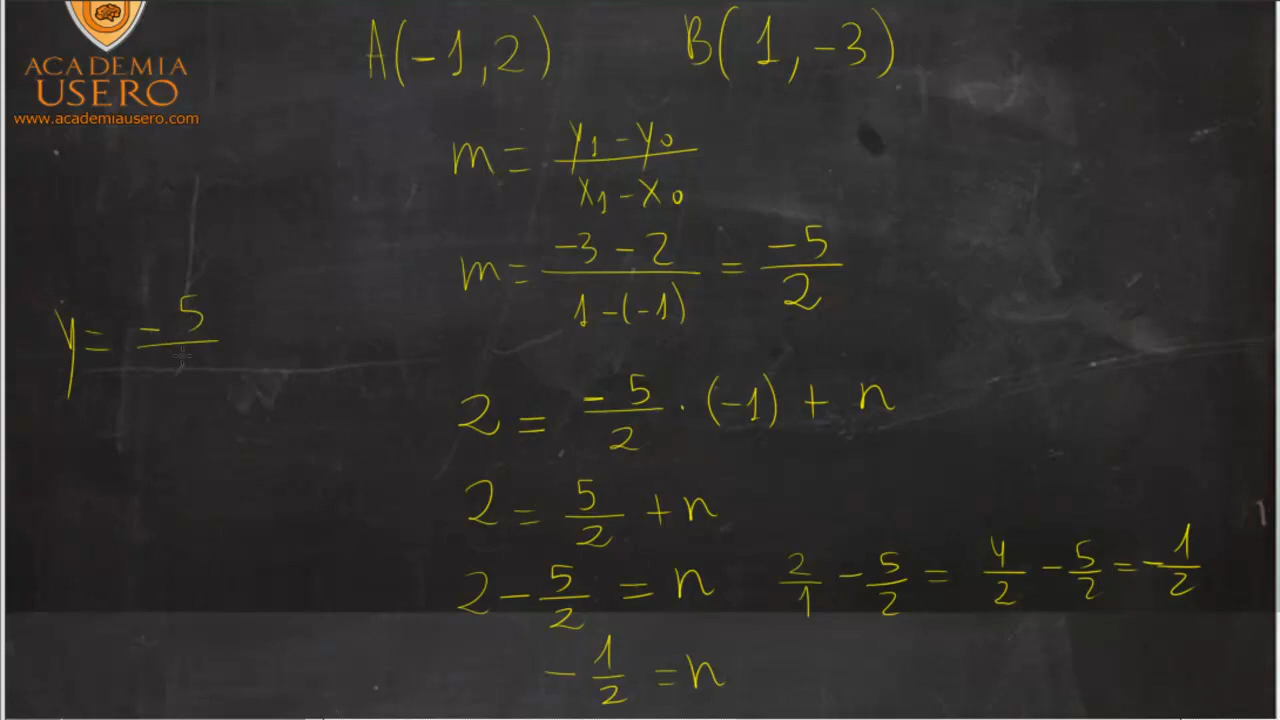 ACADEMIA
USERO
www.academiausero.com
A(-1,2) B(1,-3)
m = y₁ - y₀ / x₁ - x₀
m = -3 - 2 / 1 - (-1) = -5 / 2
y = -5 /
2 = -5/2 · (-1) + n
2 = 5/2 + n
2 - 5/2 = n 2/1 - 5/2 = 4/2 - 5/2 = -1/2
-1/2 = n